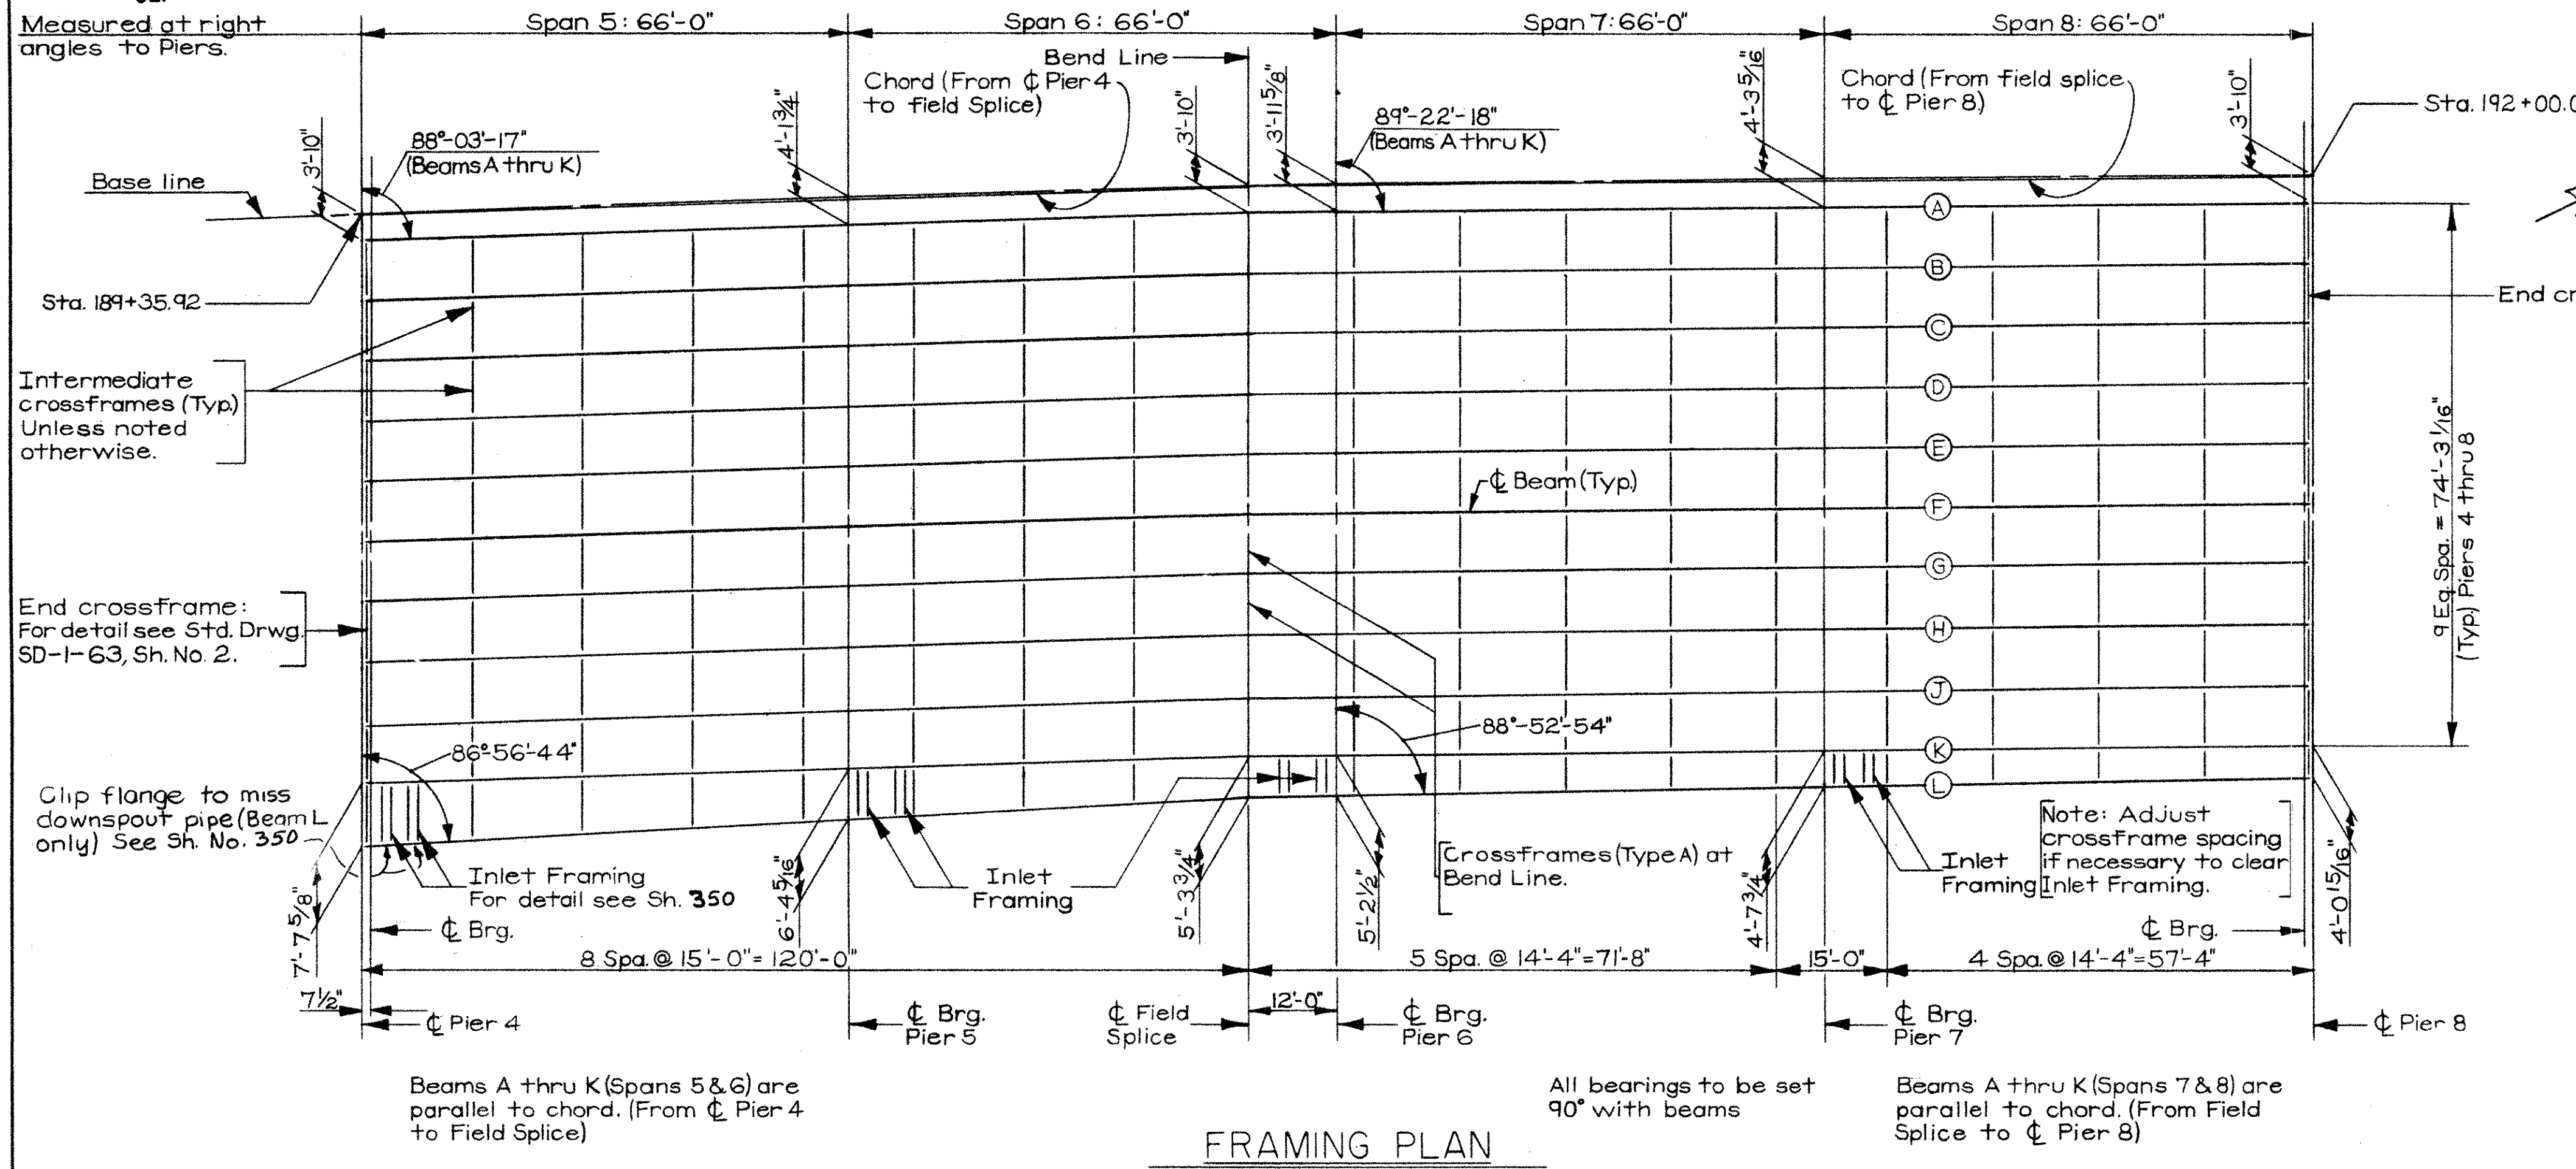 Measured at right
angles to Piers.
Span 5: 66'-0"
Span 6: 66'-0"
Span 7: 66'-0"
Span 8: 66'-0"
Bend Line
Chord (From ℄ Pier 4
to field Splice)
Chord (From field splice
to ℄ Pier 8)
Sta. 192+00.0
3'-10"
88°-03'-17"
(Beams A thru K)
4'-1 3/4"
3'-10"
3'-11 5/8"
89°-22'-18"
(Beams A thru K)
4'-3 5/16"
3'-10"
Base line
Sta. 189+35.92
A
B
C
D
E
F
G
H
J
K
L
End cr
Intermediate
crossframes (Typ.)
Unless noted
otherwise.
℄ Beam (Typ.)
9 Eq. Spa. = 74'-3 1/16"
(Typ.) Piers 4 thru 8
End crossframe:
For detail see Std. Drwg.
SD-1-63, Sh. No. 2.
86°-56'-44"
88°-52'-54"
Clip flange to miss
downspout pipe (Beam L
only) See Sh. No. 350
Inlet Framing
For detail see Sh. 350
Inlet
Framing
Crossframes (Type A) at
Bend Line.
Inlet
Framing
Note: Adjust
crossframe spacing
if necessary to clear
Inlet Framing.
7'-7 5/8"
6'-4 5/16"
5'-3 3/4"
5'-2 1/2"
4'-7 3/4"
4'-0 15/16"
℄ Brg.
℄ Brg.
8 Spa. @ 15'-0" = 120'-0"
5 Spa. @ 14'-4" = 71'-8"
15'-0"
4 Spa. @ 14'-4" = 57'-4"
7 1/2"
12'-0"
℄ Pier 4
℄ Brg.
Pier 5
℄ Field
Splice
℄ Brg.
Pier 6
℄ Brg.
Pier 7
℄ Pier 8
Beams A thru K (Spans 5 & 6) are
parallel to chord. (From ℄ Pier 4
to Field Splice)
All bearings to be set
90° with beams
Beams A thru K (Spans 7 & 8) are
parallel to chord. (From Field
Splice to ℄ Pier 8)
FRAMING PLAN